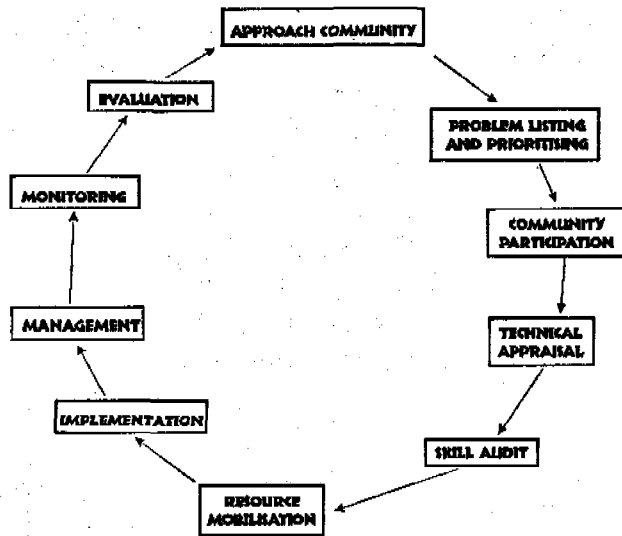 APPROACH COMMUNITY
PROBLEM LISTING
AND PRIORITISING
COMMUNITY
PARTICIPATION
TECHNICAL
APPRAISAL
SKILL AUDIT
RESOURCE
MOBILISATION
IMPLEMENTATION
MANAGEMENT
MONITORING
EVALUATION